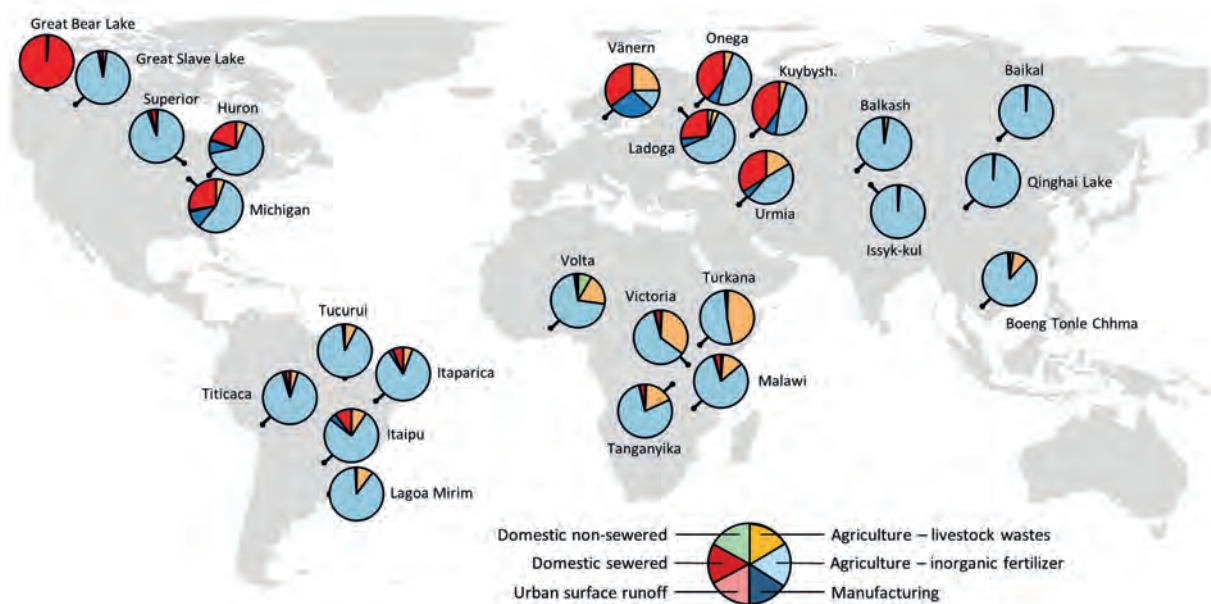 Great Bear Lake
Great Slave Lake
Superior
Huron
Michigan
Vänern
Onega
Kuybysh.
Ladoga
Urmia
Balkash
Baikal
Qinghai Lake
Issyk-kul
Boeng Tonle Chhma
Volta
Victoria
Turkana
Malawi
Tanganyika
Tucurui
Itaparica
Titicaca
Itaipu
Lagoa Mirim
Domestic non-sewered
Agriculture – livestock wastes
Domestic sewered
Agriculture – inorganic fertilizer
Urban surface runoff
Manufacturing